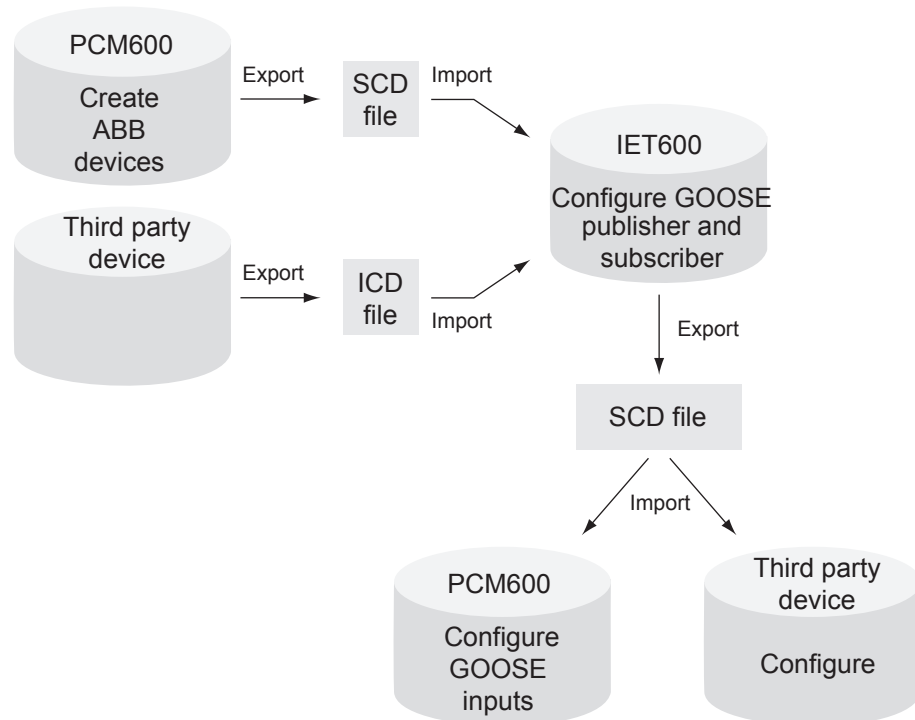 PCM600
Create
ABB
devices
Export
SCD
file
Import
Third party
device
Export
ICD
file
Import
IET600
Configure GOOSE
publisher and
subscriber
Export
SCD file
Import
PCM600
Configure
GOOSE
inputs
Third party
device
Configure